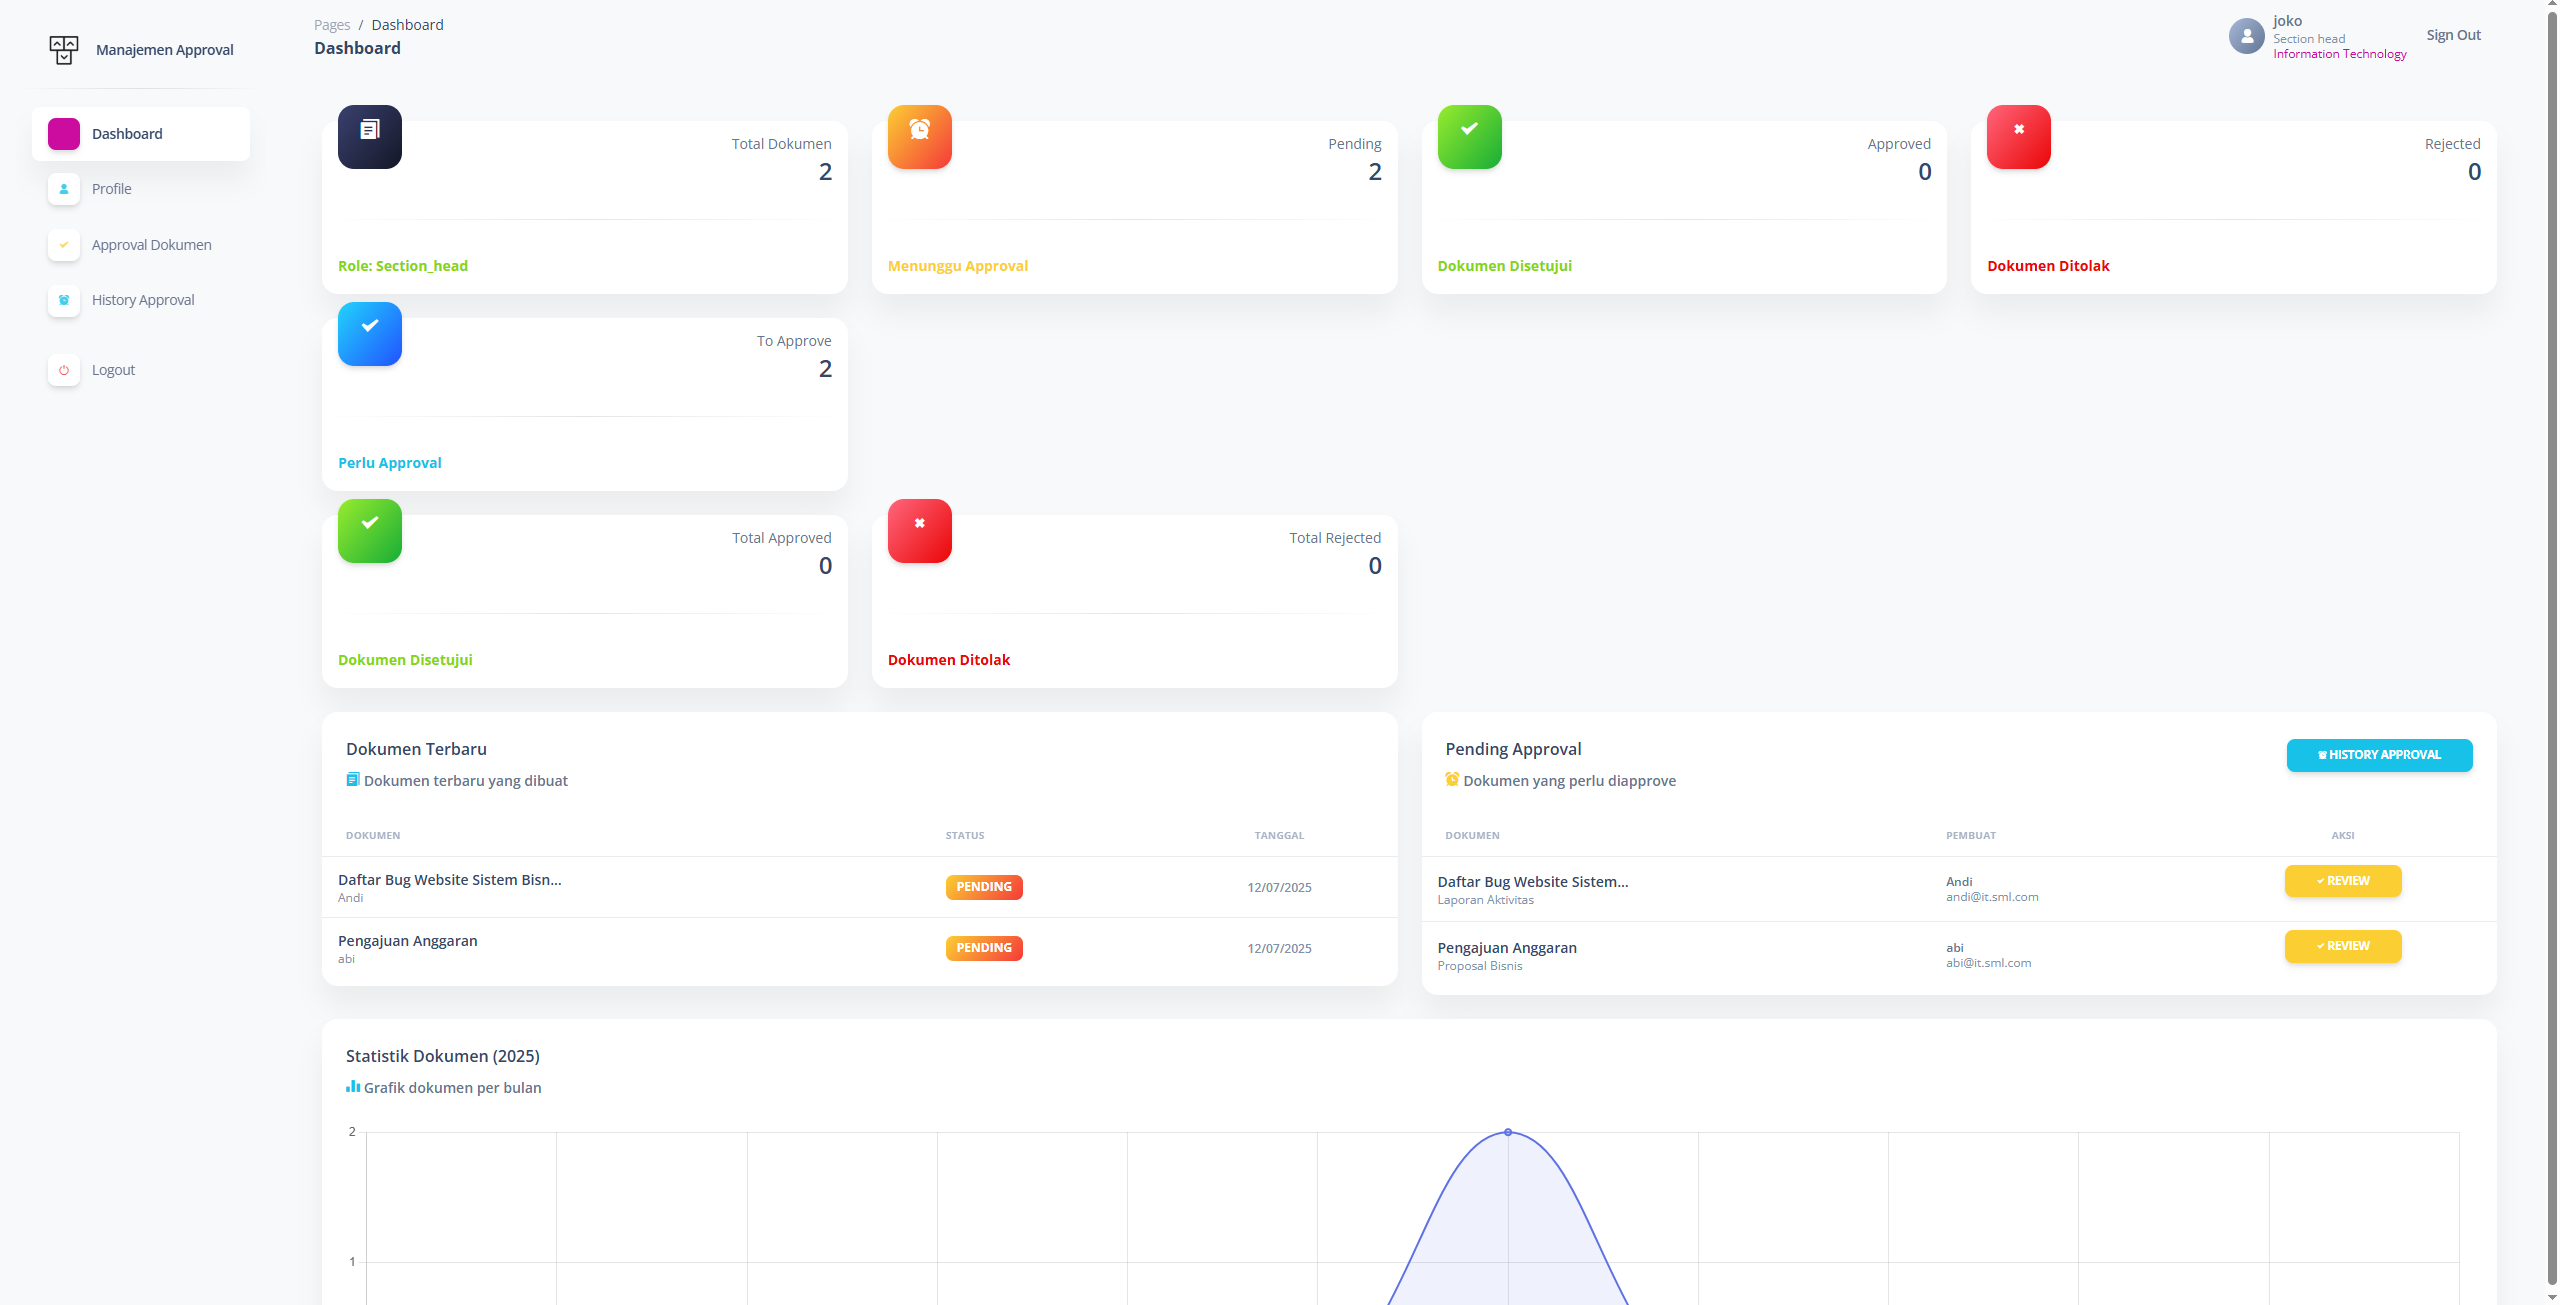 Manajemen Approval
Dashboard
Profile
Approval Dokumen
History Approval
Logout
Pages / Dashboard
Dashboard
joko
Section head
Information Technology
Sign Out
Total Dokumen
2
Role: Section_head
Pending
2
Menunggu Approval
Approved
0
Dokumen Disetujui
Rejected
0
Dokumen Ditolak
To Approve
2
Perlu Approval
Total Approved
0
Dokumen Disetujui
Total Rejected
0
Dokumen Ditolak
Dokumen Terbaru
Dokumen terbaru yang dibuat
DOKUMEN STATUS TANGGAL
Daftar Bug Website Sistem Bisn...
Andi
PENDING
12/07/2025
Pengajuan Anggaran
abi
PENDING
12/07/2025
Pending Approval
Dokumen yang perlu diapprove
HISTORY APPROVAL
DOKUMEN PEMBUAT AKSI
Daftar Bug Website Sistem...
Laporan Aktivitas
Andi
andi@it.sml.com
REVIEW
Pengajuan Anggaran
Proposal Bisnis
abi
abi@it.sml.com
REVIEW
Statistik Dokumen (2025)
Grafik dokumen per bulan
2
1